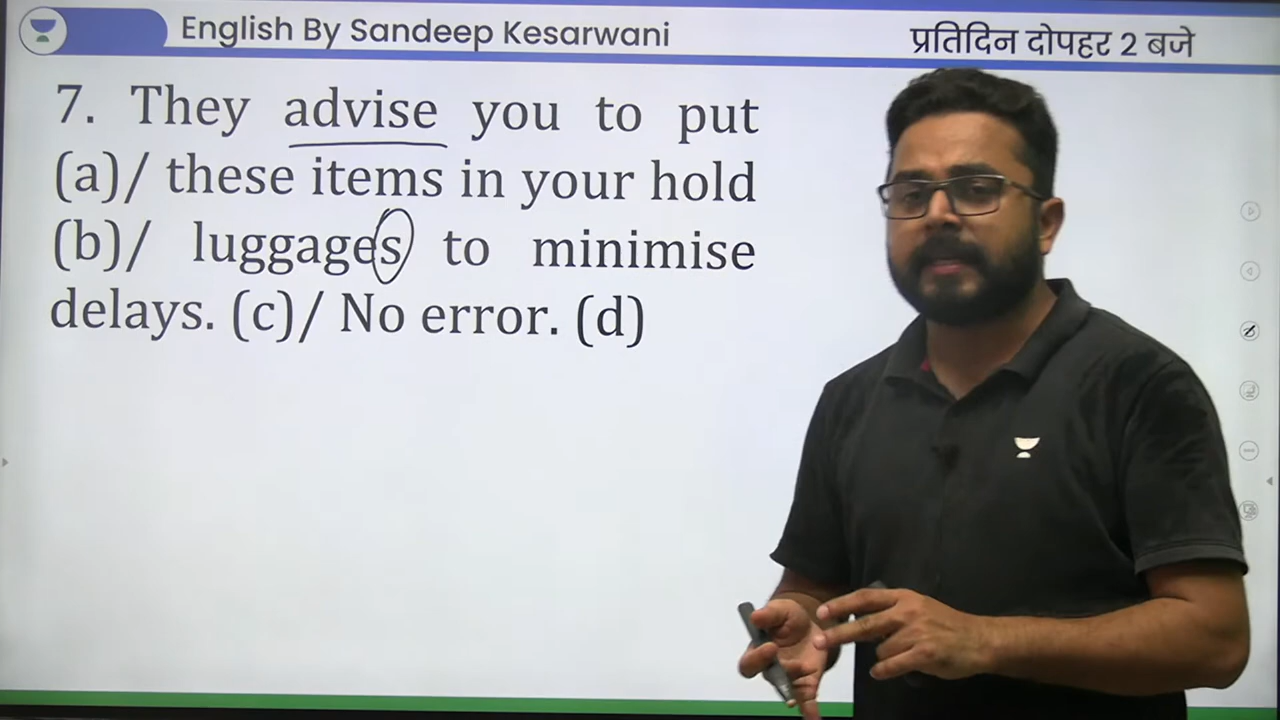 English By Sandeep Kesarwani
प्रतिदिन दोपहर 2 बजे
7. They advise you to put
(a)/ these items in your hold
(b)/ luggages to minimise
delays. (c)/ No error. (d)